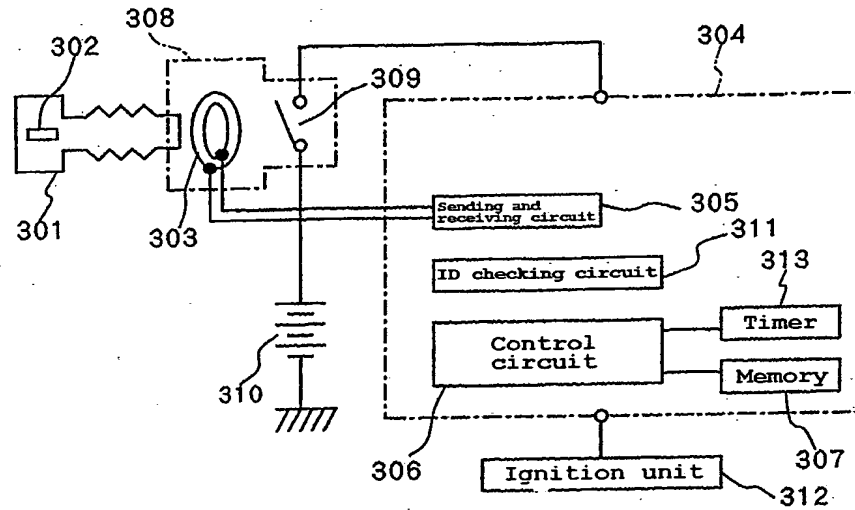 308
304
302
309
301
303
Sending and
receiving circuit
305
311
ID checking circuit
313
Timer
Control
circuit
Memory
310
306
307
Ignition unit
312